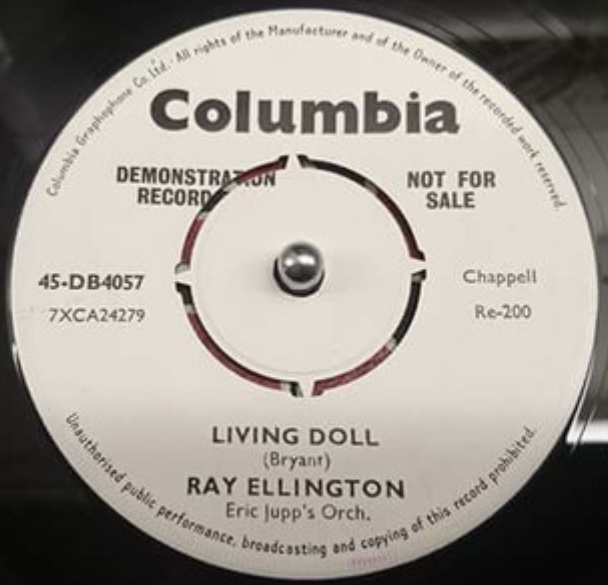 Columbia Graphophone Co. Ltd. · All rights of the Manufacturer and of the Owner of the recorded work reserved.
Columbia
DEMONSTRATION
RECORD
NOT FOR
SALE
45-DB4057
7XCA24279
Chappell
Re-200
LIVING DOLL
(Bryant)
RAY ELLINGTON
Eric Jupp's Orch.
Unauthorised public performance, broadcasting and copying of this record prohibited.